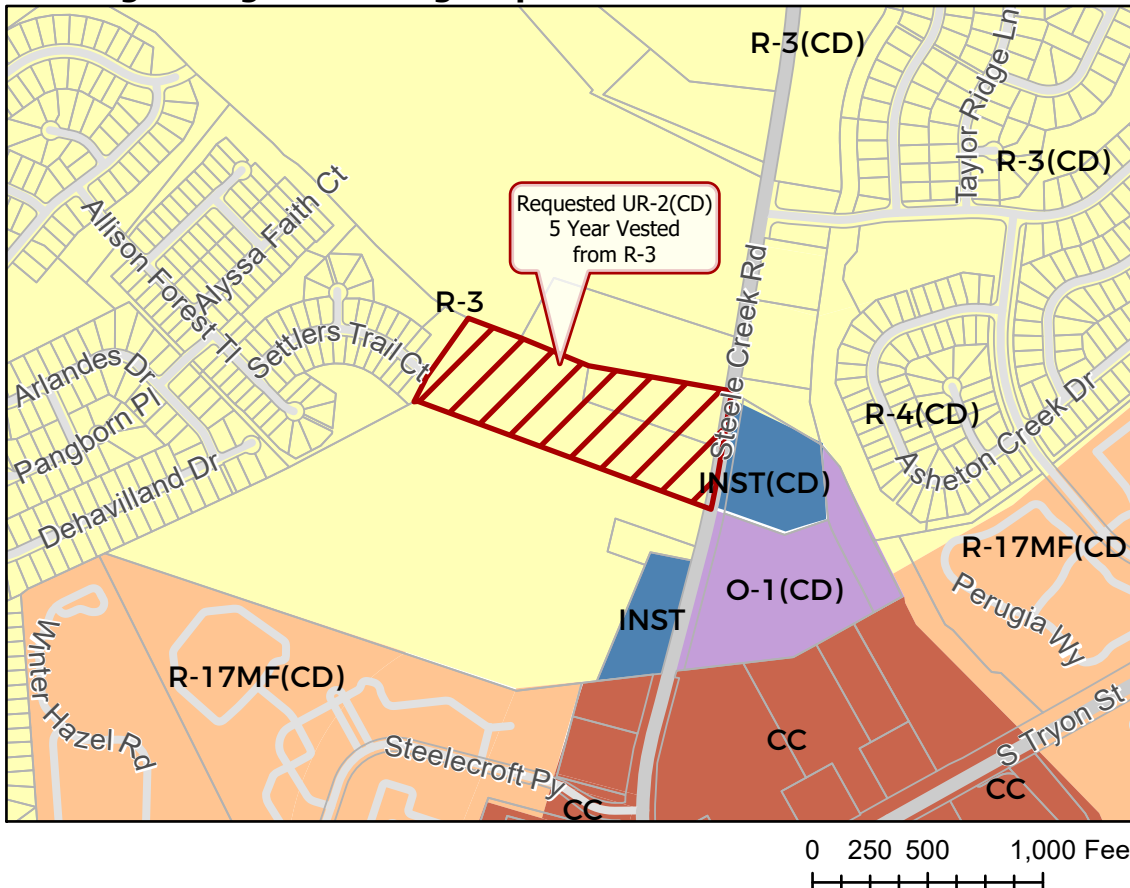 R-3(CD)
Taylor Ridge Ln
R-3(CD)
Requested UR-2(CD)
5 Year Vested
from R-3
Allison Forest Tl
Alyssa Faith Ct
Steele Creek Rd
R-3
Settlers Trail Ct
Arlandes Dr
Pangborn Pl
R-4(CD)
Asheton Creek Dr
Dehavilland Dr
INST(CD)
R-17MF(CD
O-1(CD)
Perugia Wy
INST
Winter Hazel Rd
R-17MF(CD)
S Tryon St
CC
Steelecroft Py
CC
CC
0 250 500 1,000 Fee